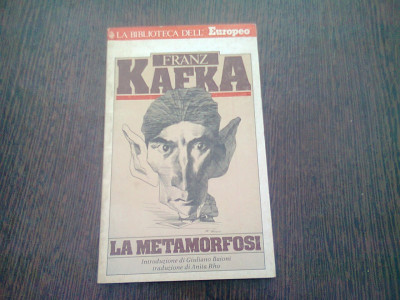 LA BIBLIOTECA DELL' Europeo
FRANZ
KAFKA
LA METAMORFOSI
Introduzione di Giuliano Baioni
traduzione di Anita Rho